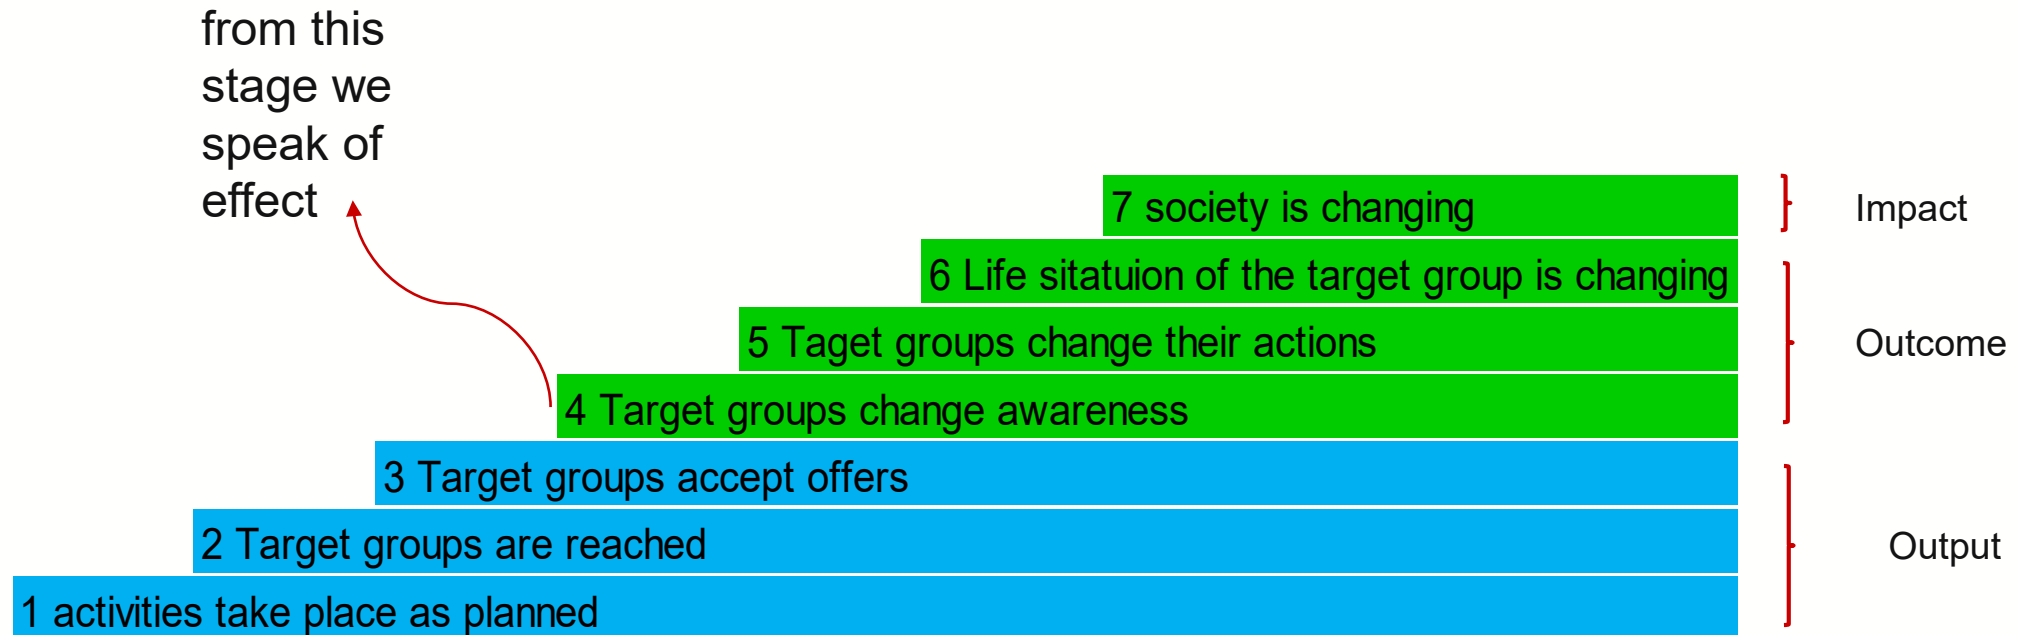 from this
stage we
speak of
effect
7 society is changing
Impact
6 Life sitatuion of the target group is changing
5 Taget groups change their actions
Outcome
4 Target groups change awareness
3 Target groups accept offers
2 Target groups are reached
Output
1 activities take place as planned